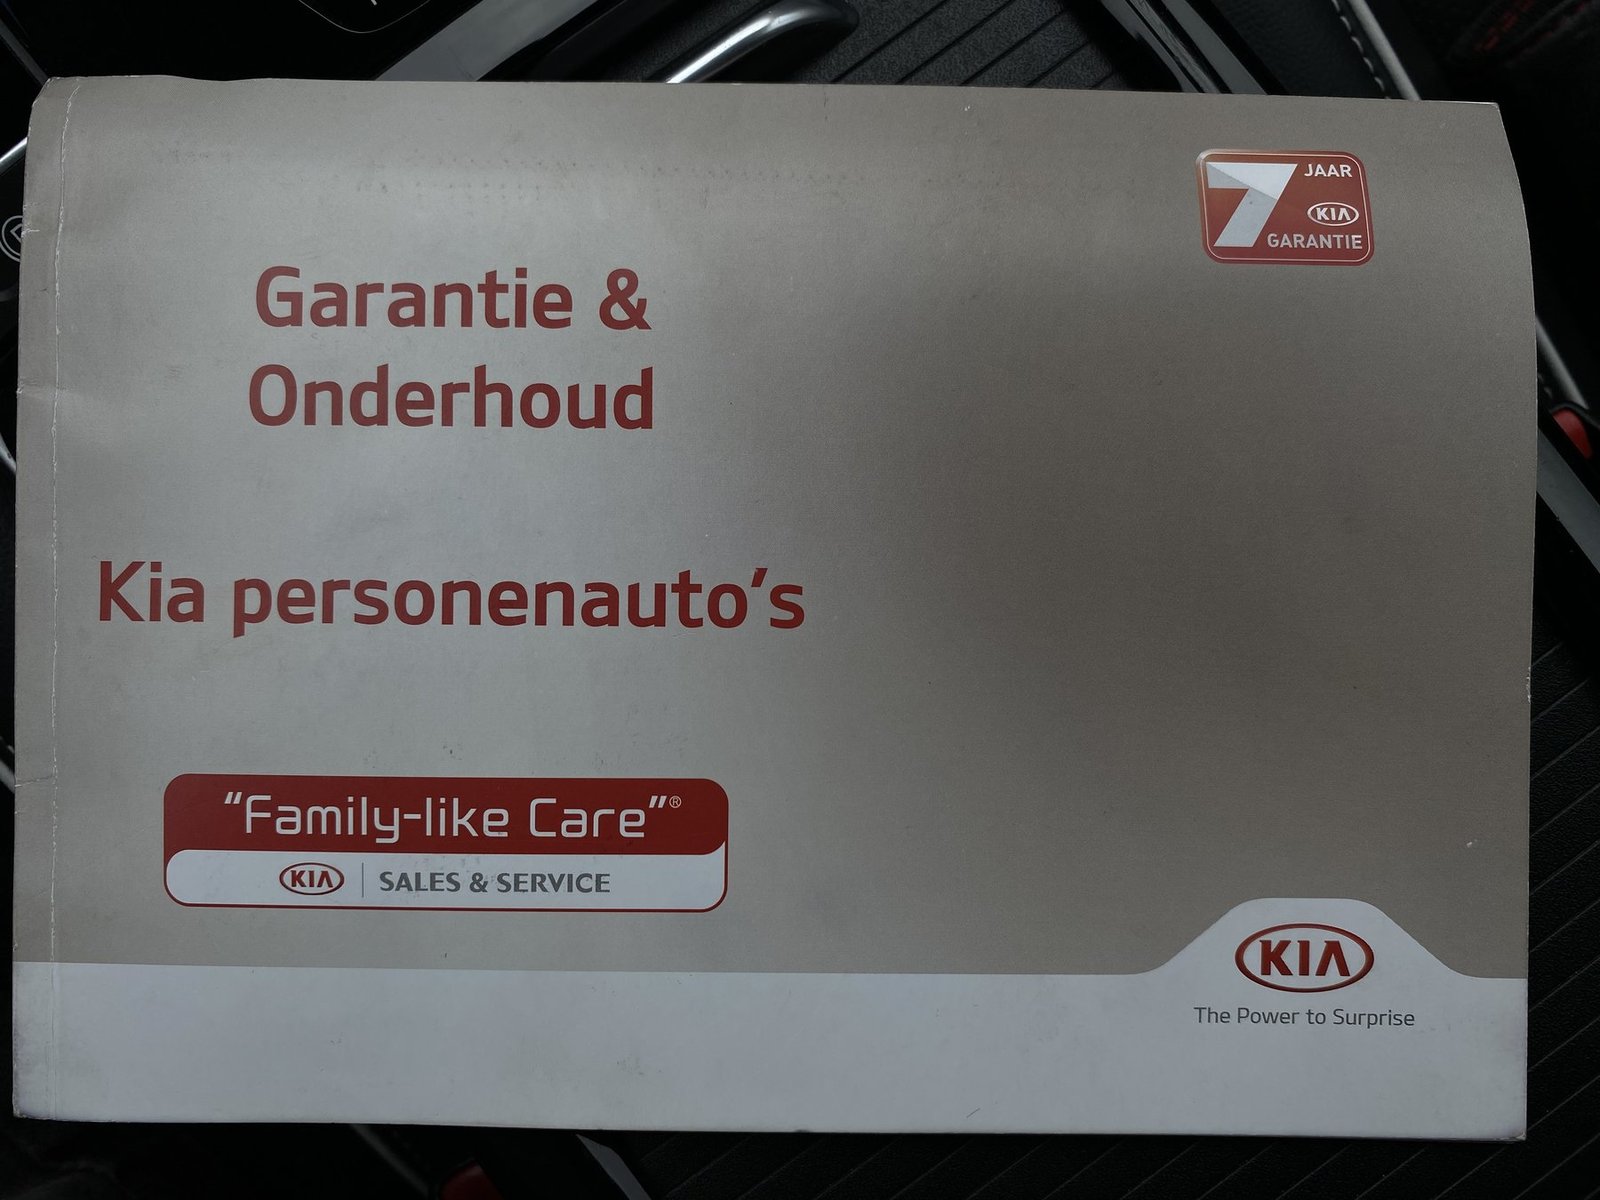 7 JAAR
KIA
GARANTIE
Garantie &
Onderhoud
Kia personenauto's
"Family-like Care"®
KIA | SALES & SERVICE
KIA
The Power to Surprise